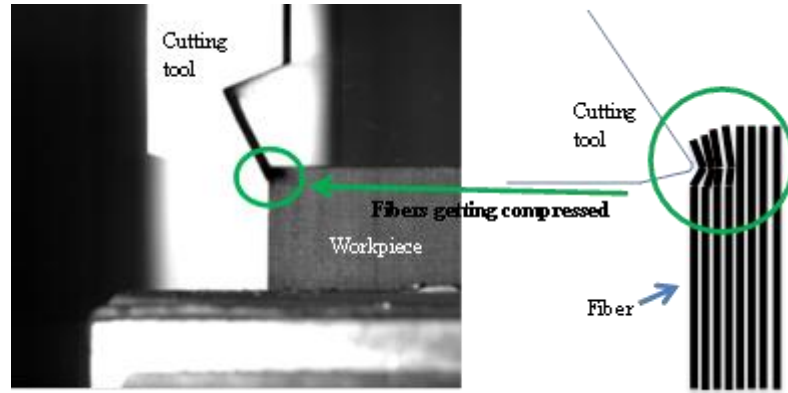 Cutting
tool
Cutting
tool
Fibers getting compressed
Workpiece
Fiber